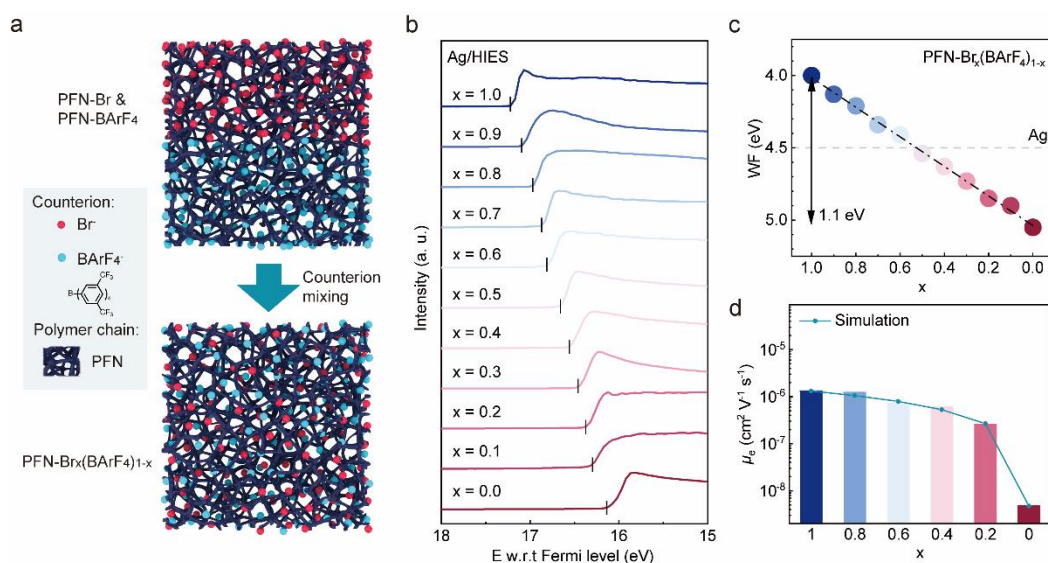 a
PFN-Br &
PFN-BArF₄
Counterion:
Br⁻
BArF₄⁻
CF₃
B
4
CF₃
Polymer chain:
PFN
Counterion
mixing
PFN-Brx(BArF₄)₁₋ₓ
b
Ag/HIES
x = 1.0
x = 0.9
x = 0.8
x = 0.7
x = 0.6
x = 0.5
x = 0.4
x = 0.3
x = 0.2
x = 0.1
x = 0.0
Intensity (a. u.)
18 17 16 15
E w.r.t Fermi level (eV)
c
PFN-Brₓ(BArF₄)₁₋ₓ
Ag
1.1 eV
WF (eV)
4.0
4.5
5.0
1.0 0.8 0.6 0.4 0.2 0.0
x
d
Simulation
μₑ (cm² V⁻¹ s⁻¹)
10⁻⁵
10⁻⁶
10⁻⁷
10⁻⁸
1 0.8 0.6 0.4 0.2 0
x